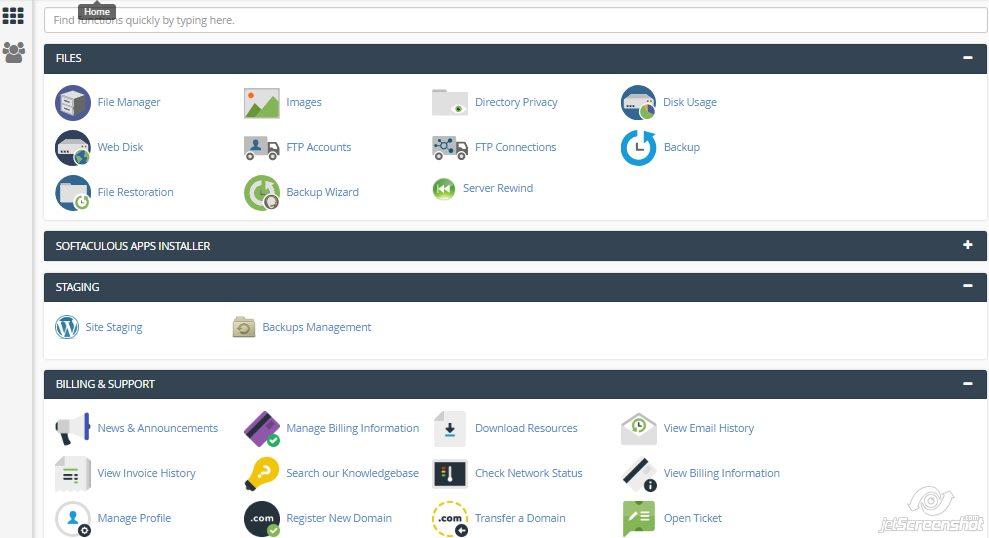 Home
Find functions quickly by typing here.
FILES
File Manager
Images
Directory Privacy
Disk Usage
Web Disk
FTP Accounts
FTP Connections
Backup
File Restoration
Backup Wizard
Server Rewind
SOFTACULOUS APPS INSTALLER
STAGING
Site Staging
Backups Management
BILLING & SUPPORT
News & Announcements
Manage Billing Information
Download Resources
View Email History
View Invoice History
Search our Knowledgebase
Check Network Status
View Billing Information
Manage Profile
.com
Register New Domain
.com
Transfer a Domain
Open Ticket
jetScreenshot.com